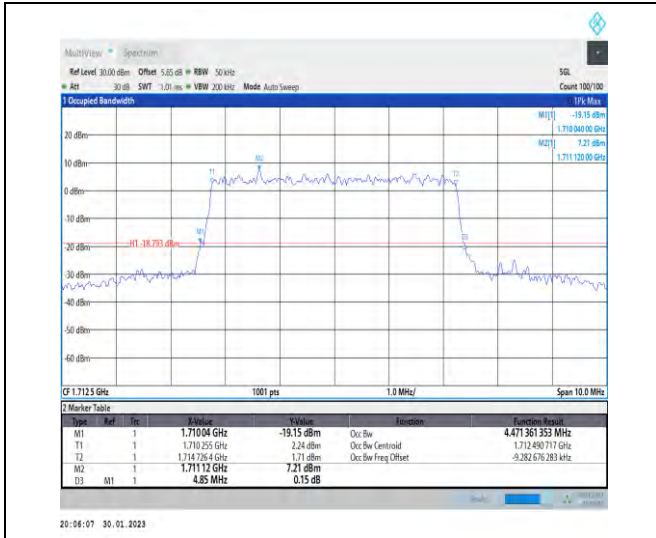 MultiView Spectrum
Ref Level 30.00 dBm Offset 5.85 dB RBW 50 kHz SGL
Att 30 dB SWT 1.01 ms VBW 200 kHz Mode Auto Sweep Count 100/100
1 Occupied Bandwidth 1Pk Max
M1[1] -19.15 dBm
1.710 040 00 GHz
M2[1] 7.21 dBm
1.711 120 00 GHz
20 dBm
M2
T1 T2
10 dBm
0 dBm
-10 dBm
M1
D3
H1 -18.793 dBm
-20 dBm
-30 dBm
-40 dBm
-50 dBm
-60 dBm
CF 1.712 5 GHz 1001 pts 1.0 MHz/ Span 10.0 MHz
2 Marker Table
Type Ref Trc X-Value Y-Value Function Function Result
M1 1 1.710 04 GHz -19.15 dBm Occ Bw 4.471 361 353 MHz
T1 1 1.710 255 GHz 2.24 dBm Occ Bw Centroid 1.712 490 717 GHz
T2 1 1.714 726 4 GHz 1.71 dBm Occ Bw Freq Offset -9.282 676 283 kHz
M2 1 1.711 12 GHz 7.21 dBm
D3 M1 1 4.85 MHz 0.15 dB
20:06:07 30.01.2023